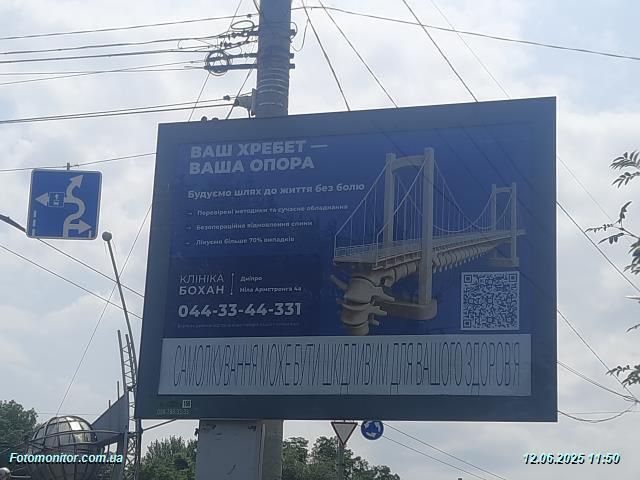 ВАШ ХРЕБЕТ —
ВАША ОПОРА
Будуємо шлях до життя без болю
Перевірені методики та сучасне обладнання
Безопераційне відновлення спини
Лікуємо більше 70% випадків
КЛІНІКА
БОХАН
Дніпро
Ніла Армстронга 4а
044-33-44-331
САМОЛІКУВАННЯ МОЖЕ БУТИ ШКІДЛИВИМ ДЛЯ ВАШОГО ЗДОРОВ'Я
Fotomonitor.com.ua
12.06.2025 11:50